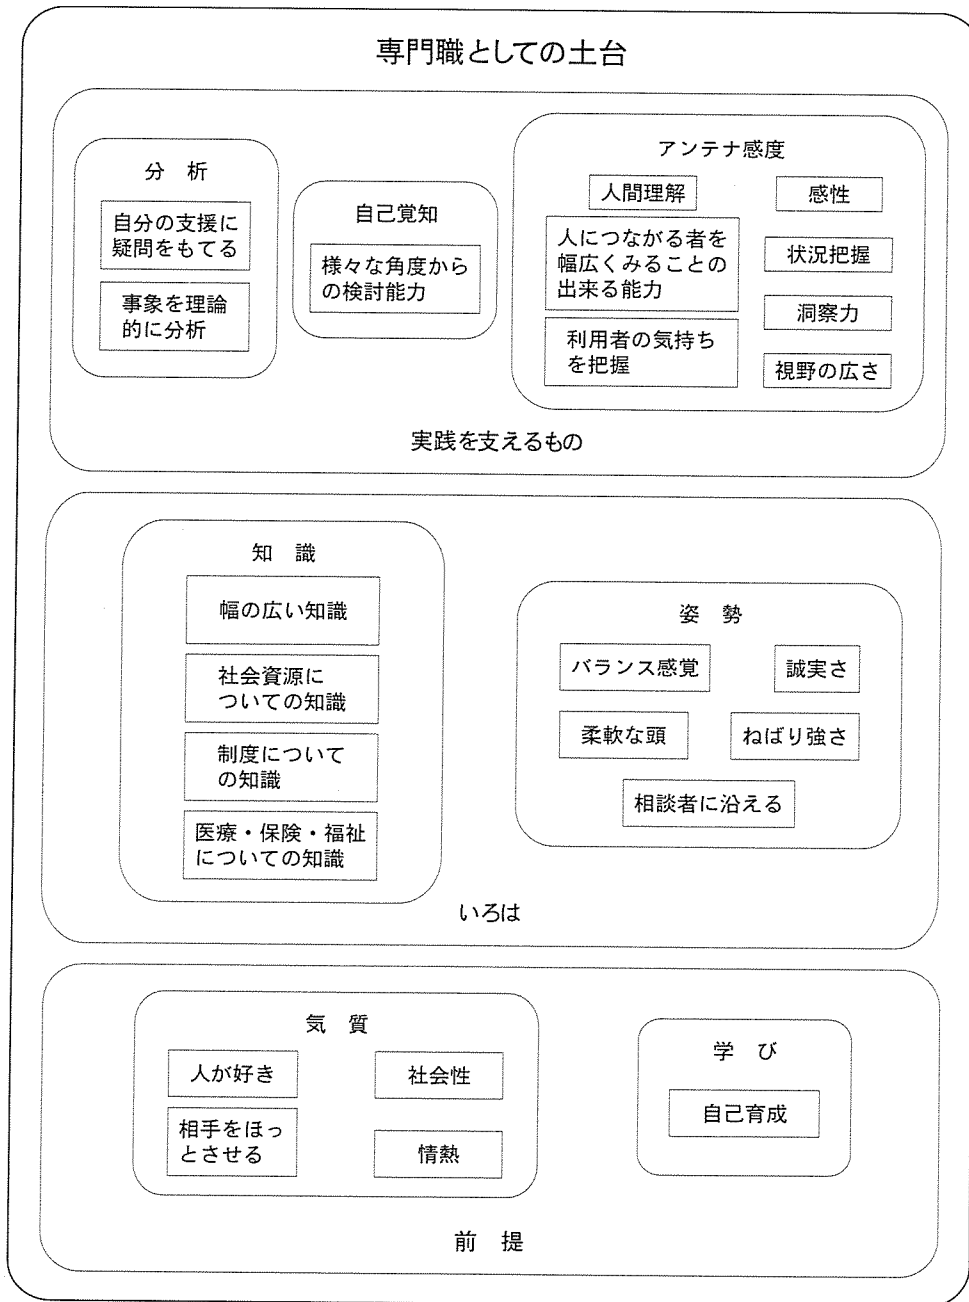 専門職としての土台
分 析
自分の支援に
疑問をもてる
事象を理論
的に分析
自己覚知
様々な角度から
の検討能力
アンテナ感度
人間理解
人につながる者を
幅広くみることの
出来る能力
利用者の気持ち
を把握
感性
状況把握
洞察力
視野の広さ
実践を支えるもの
知 識
幅の広い知識
社会資源に
ついての知識
制度について
の知識
医療・保険・福祉
についての知識
姿 勢
バランス感覚
誠実さ
柔軟な頭
ねばり強さ
相談者に沿える
いろは
気 質
人が好き
社会性
相手をほっ
とさせる
情熱
学 び
自己育成
前 提